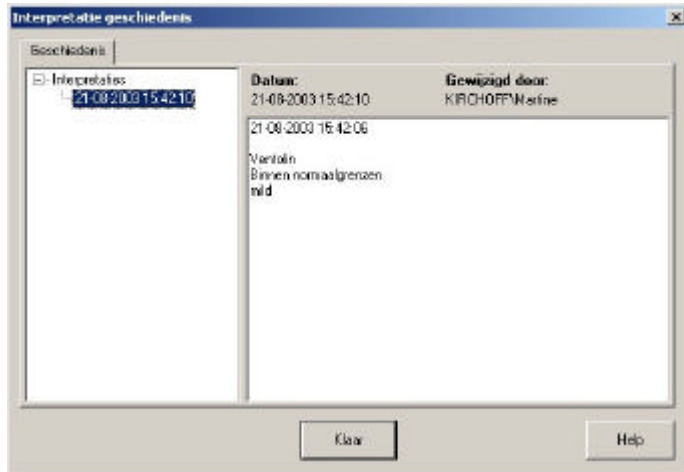 Interpretatie geschiedenis
Geschiedenis
Interpretaties
21-08-2003 15:42:10
Datum:
21-08-2003 15:42:10
Gewijzigd door:
KIRCHOFF\Martine
21-08-2003 15:42:06
Ventolin
Binnen normaalgrenzen
mild
Klaar
Help